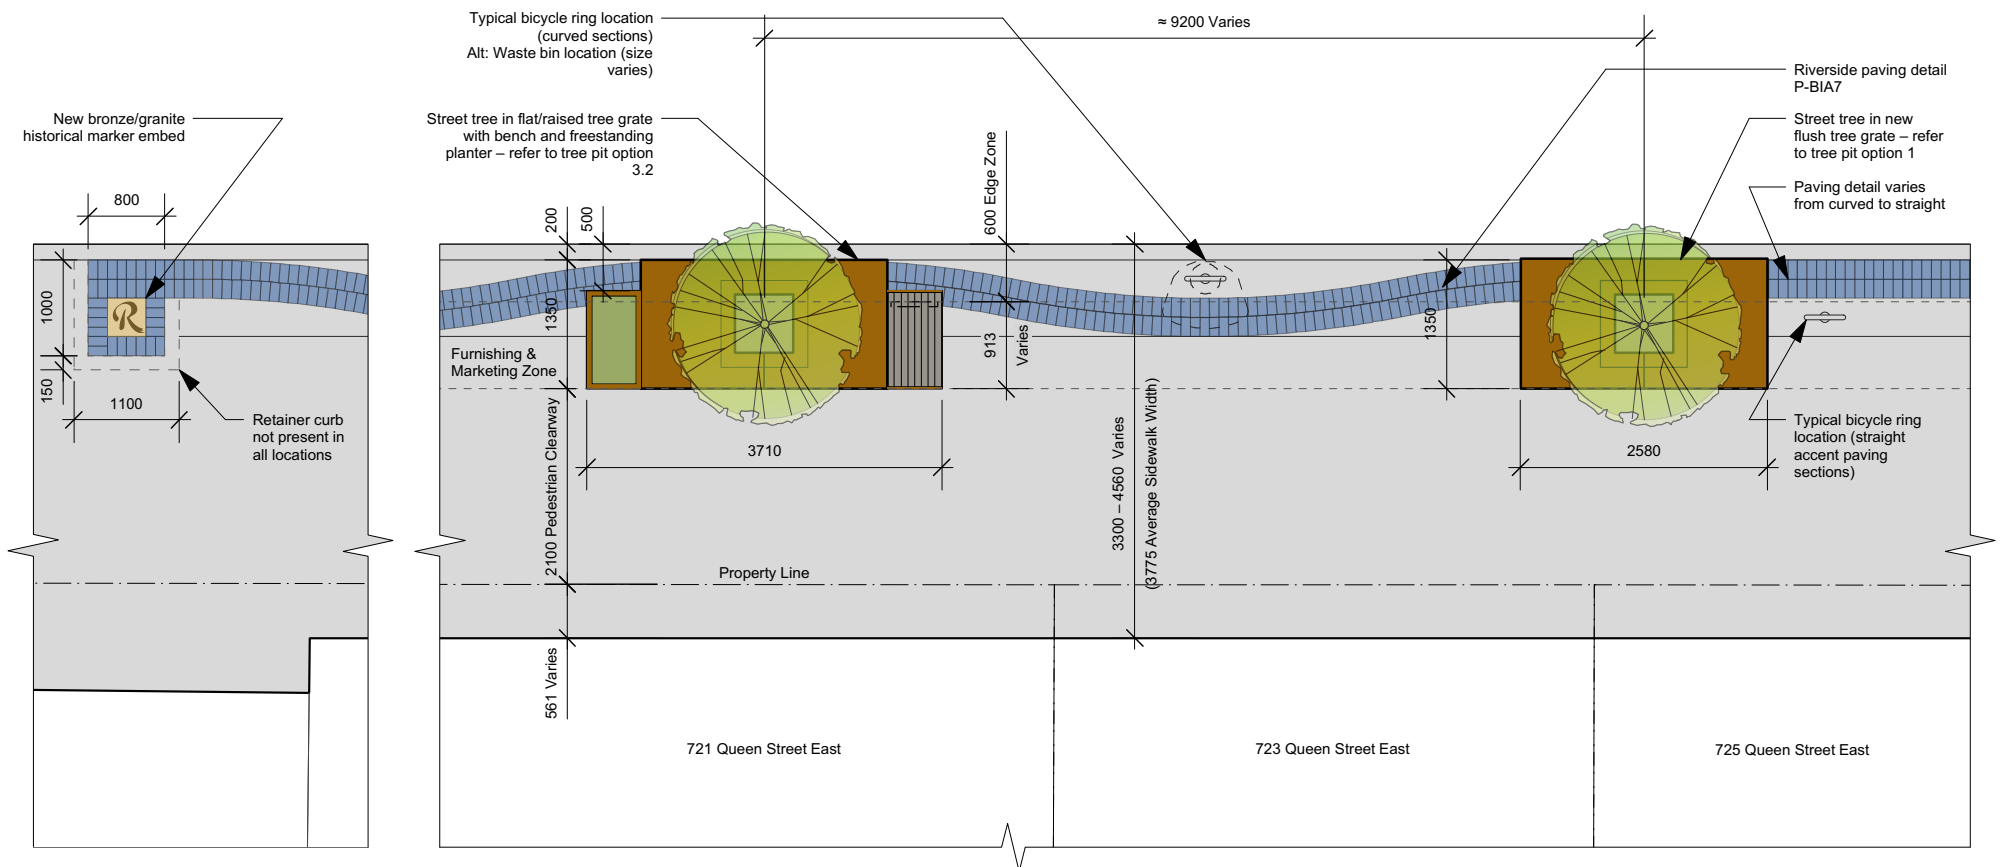 Typical bicycle ring location
(curved sections)
Alt: Waste bin location (size
varies)
≈ 9200 Varies
Riverside paving detail
P-BIA7
New bronze/granite
historical marker embed
Street tree in flat/raised tree grate
with bench and freestanding
planter – refer to tree pit option
3.2
Street tree in new
flush tree grate – refer
to tree pit option 1
Paving detail varies
from curved to straight
800
200
500
600 Edge Zone
1000
R
1350
913
Varies
1350
Furnishing &
Marketing Zone
150
1100
Retainer curb
not present in
all locations
2100 Pedestrian Clearway
3710
3300 – 4560 Varies
(3775 Average Sidewalk Width)
2580
Typical bicycle ring
location (straight
accent paving
sections)
Property Line
561 Varies
721 Queen Street East
723 Queen Street East
725 Queen Street East